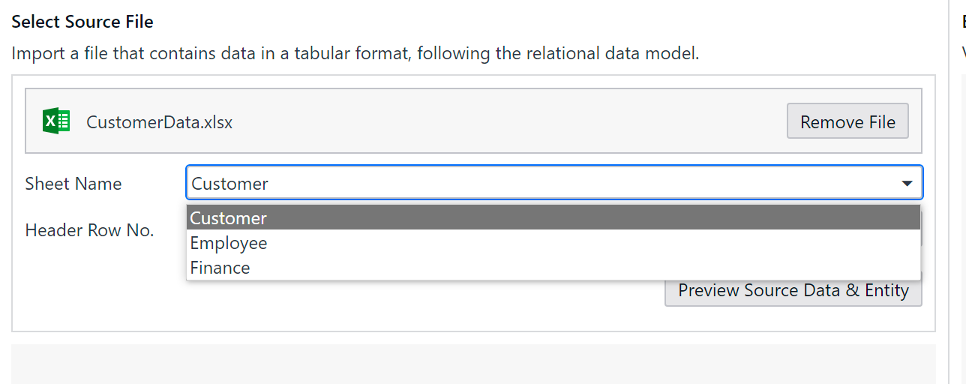 Select Source File
Import a file that contains data in a tabular format, following the relational data model.
CustomerData.xlsx
Remove File
Sheet Name
Customer
Customer
Header Row No.
Employee
Finance
Preview Source Data & Entity